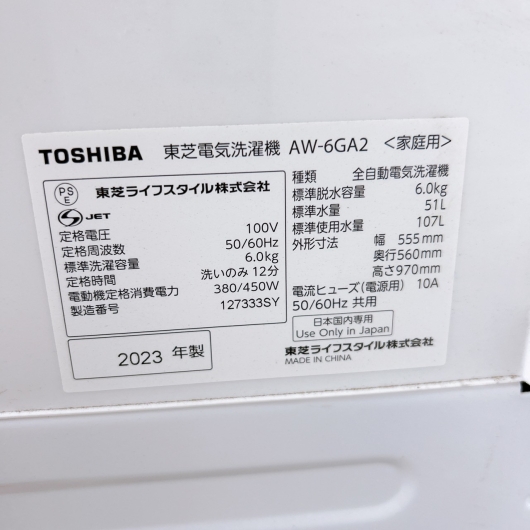 TOSHIBA 東芝電気洗濯機 AW-6GA2 <家庭用>
PS
E
東芝ライフスタイル株式会社
S JET
定格電圧 100V
定格周波数 50/60Hz
標準洗濯容量 6.0kg
定格時間 洗いのみ 12分
電動機定格消費電力 380/450W
製造番号 127333SY
2023 年製
種類 全自動電気洗濯機
標準脱水容量 6.0kg
標準水量 51L
標準使用水量 107L
外形寸法 幅 555mm
奥行560mm
高さ970mm
電流ヒューズ(電源用) 10A
50/60Hz 共用
日本国内専用
Use Only in Japan
東芝ライフスタイル株式会社
MADE IN CHINA